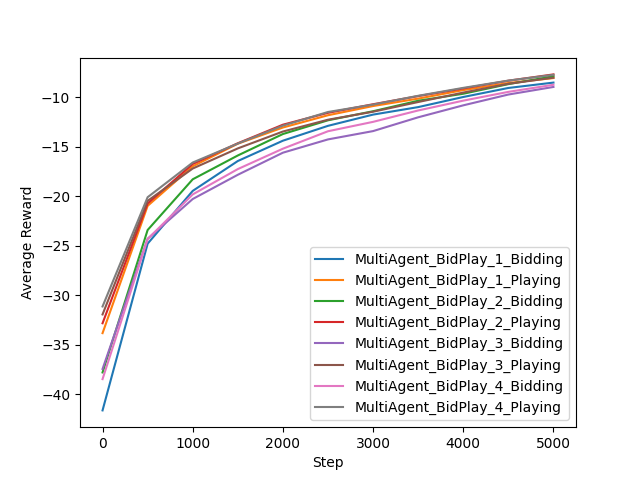 −10
−15
−20
−25
−30
−35
−40
Average Reward
MultiAgent_BidPlay_1_Bidding
MultiAgent_BidPlay_1_Playing
MultiAgent_BidPlay_2_Bidding
MultiAgent_BidPlay_2_Playing
MultiAgent_BidPlay_3_Bidding
MultiAgent_BidPlay_3_Playing
MultiAgent_BidPlay_4_Bidding
MultiAgent_BidPlay_4_Playing
0 1000 2000 3000 4000 5000
Step